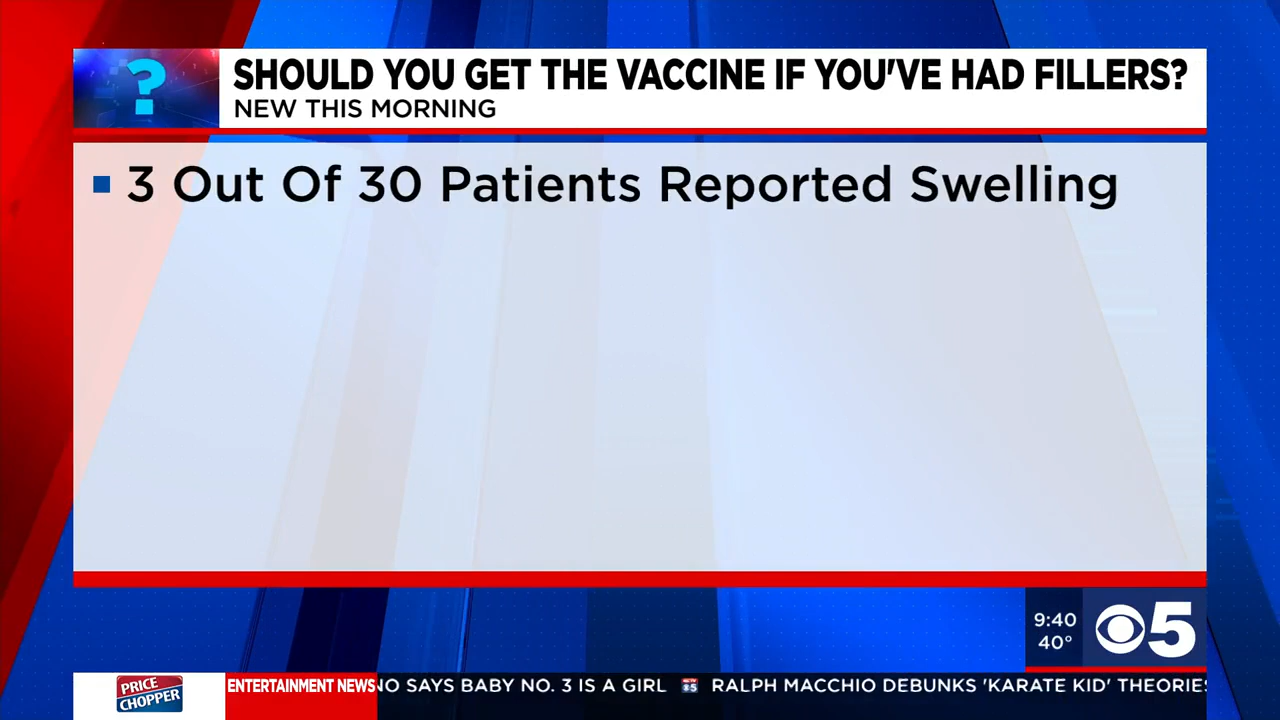 ?
SHOULD YOU GET THE VACCINE IF YOU'VE HAD FILLERS?
NEW THIS MORNING
3 Out Of 30 Patients Reported Swelling
9:40
40°
5
PRICE
CHOPPER
ENTERTAINMENT NEWS
NO SAYS BABY NO. 3 IS A GIRL RALPH MACCHIO DEBUNKS 'KARATE KID' THEORIES